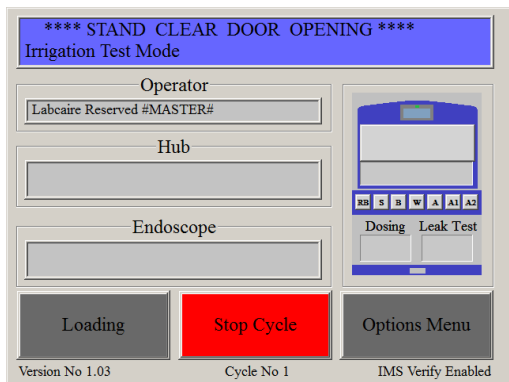 **** STAND CLEAR DOOR OPENING ****
Irrigation Test Mode
Operator
Labcaire Reserved #MASTER#
Hub
Endoscope
RB S B W A A1 A2
Dosing Leak Test
Loading
Stop Cycle
Options Menu
Version No 1.03
Cycle No 1
IMS Verify Enabled